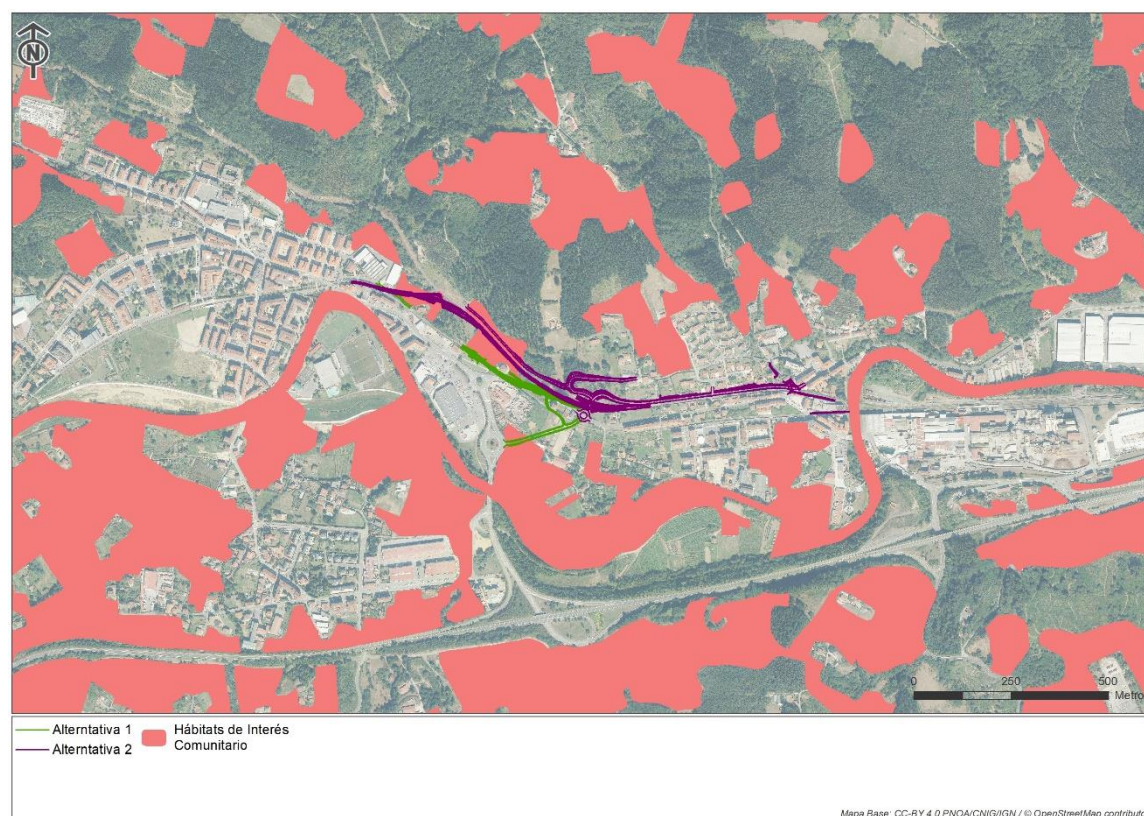 N
0 250 500
Metro
Alterntativa 1
Alterntativa 2
Hábitats de Interés
Comunitario
Mapa Base: CC-BY 4.0 PNOA/CNIG/IGN / © OpenStreetMap contributo